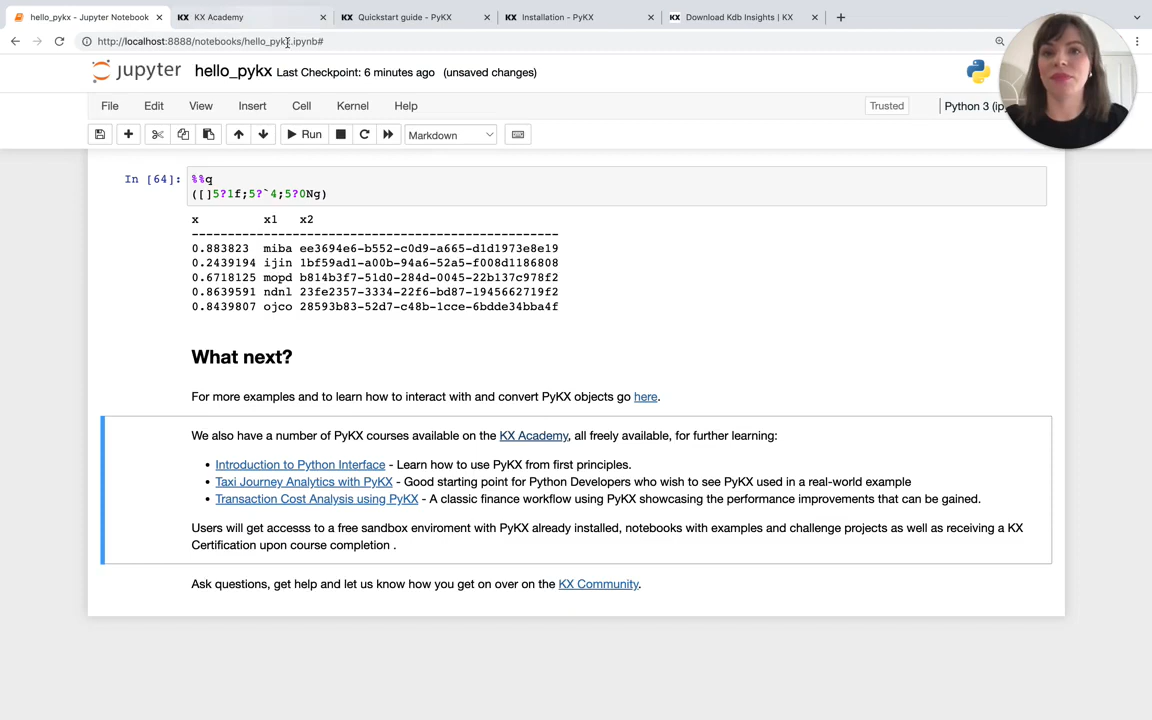 hello_pykx - Jupyter Notebook
KX Academy
Quickstart guide - PyKX
Installation - PyKX
Download Kdb Insights | KX
http://localhost:8888/notebooks/hello_pykx.ipynb#
jupyter hello_pykx Last Checkpoint: 6 minutes ago (unsaved changes)
File Edit View Insert Cell Kernel Help Trusted Python 3 (ip
Run Markdown
In [64]: %%q
([]5?1f;5?`4;5?0Ng)
x x1 x2
---------------------------------------------------
0.883823 miba ee3694e6-b552-c0d9-a665-d1d1973e8e19
0.2439194 ijin 1bf59ad1-a00b-94a6-52a5-f008d1186808
0.6718125 mopd b814b3f7-51d0-284d-0045-22b137c978f2
0.8639591 ndnl 23fe2357-3334-22f6-bd87-1945662719f2
0.8439807 ojco 28593b83-52d7-c48b-1cce-6bdde34bba4f
What next?
For more examples and to learn how to interact with and convert PyKX objects go here.
We also have a number of PyKX courses available on the KX Academy, all freely available, for further learning:
• Introduction to Python Interface - Learn how to use PyKX from first principles.
• Taxi Journey Analytics with PyKX - Good starting point for Python Developers who wish to see PyKX used in a real-world example
• Transaction Cost Analysis using PyKX - A classic finance workflow using PyKX showcasing the performance improvements that can be gained.
Users will get accesss to a free sandbox enviroment with PyKX already installed, notebooks with examples and challenge projects as well as receiving a KX
Certification upon course completion .
Ask questions, get help and let us know how you get on over on the KX Community.